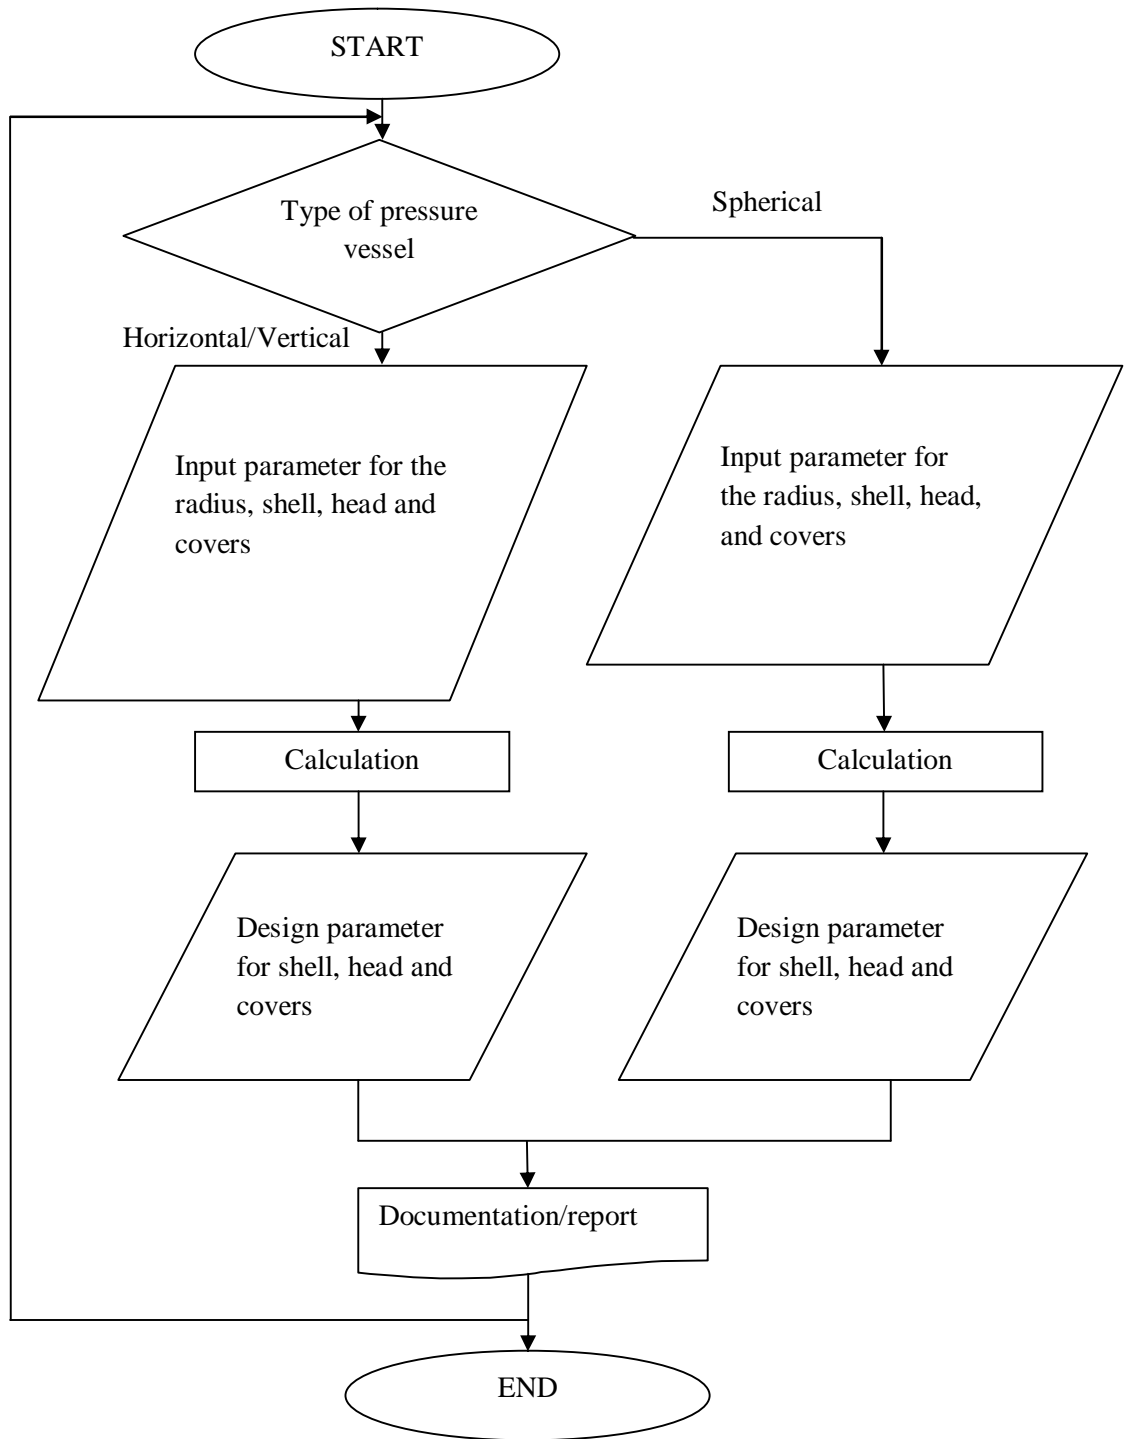 START
Type of pressure
vessel
Spherical
Horizontal/Vertical
Input parameter for the
radius, shell, head and
covers
Input parameter for
the radius, shell, head,
and covers
Calculation
Calculation
Design parameter
for shell, head and
covers
Design parameter
for shell, head and
covers
Documentation/report
END